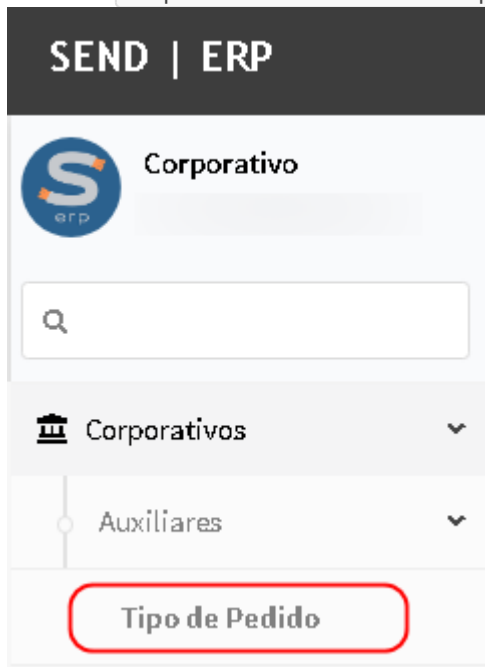 SEND | ERP
Corporativo
S
erp
Corporativos
Auxiliares
Tipo de Pedido